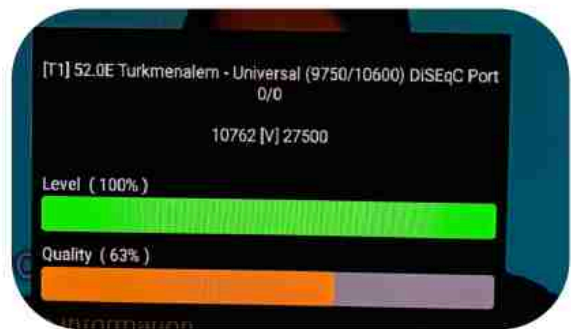 [T1] 52.0E Turkmenalem - Universal (9750/10600) DiSEqC Port
0/0
10762 [V] 27500
Level ( 100% )
Quality ( 63% )